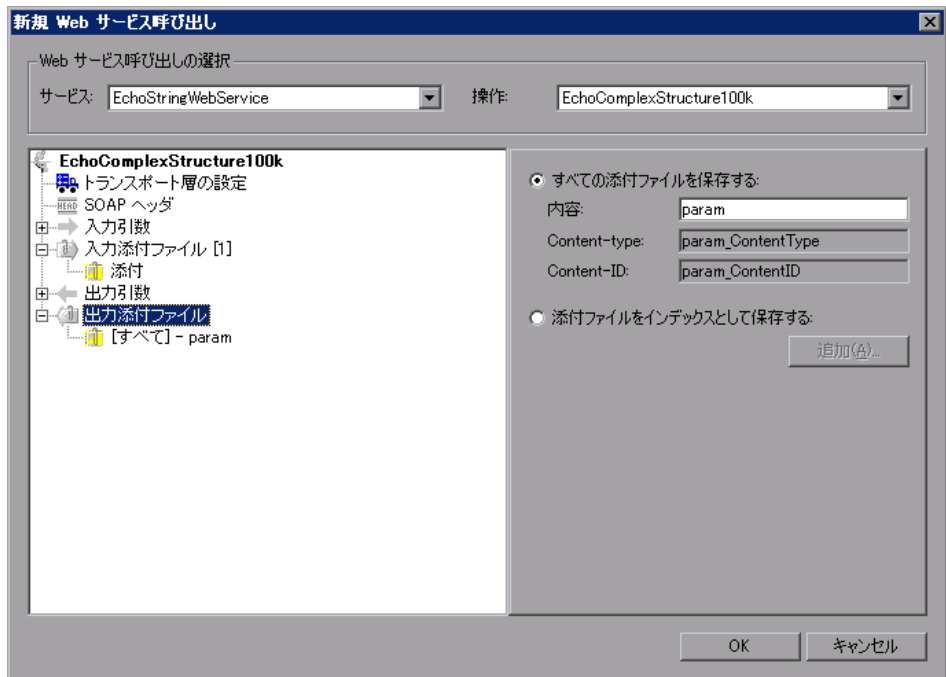 新規 Web サービス呼び出し
Web サービス呼び出しの選択
サービス: EchoStringWebService 操作: EchoComplexStructure100k
EchoComplexStructure100k
トランスポート層の設定
HEAD SOAP ヘッダ
入力引数
入力添付ファイル [1]
添付
出力引数
出力添付ファイル
[すべて] - param
すべての添付ファイルを保存する:
内容: param
Content-type: param_ContentType
Content-ID: param_ContentID
添付ファイルをインデックスとして保存する:
追加(A)...
OK キャンセル